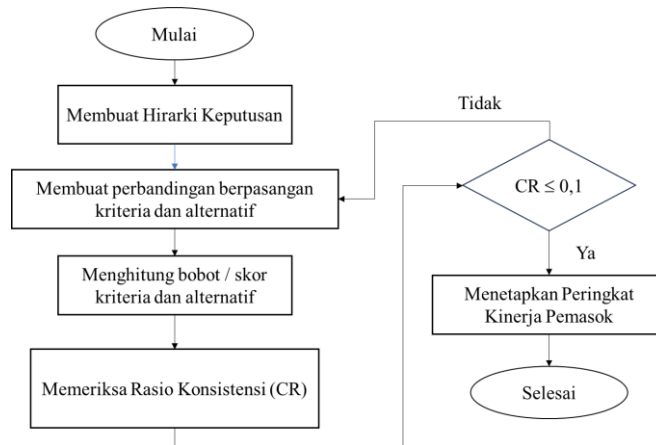 Mulai
Membuat Hirarki Keputusan
Membuat perbandingan berpasangan
kriteria dan alternatif
Menghitung bobot / skor
kriteria dan alternatif
Memeriksa Rasio Konsistensi (CR)
Tidak
CR ≤ 0,1
Ya
Menetapkan Peringkat
Kinerja Pemasok
Selesai